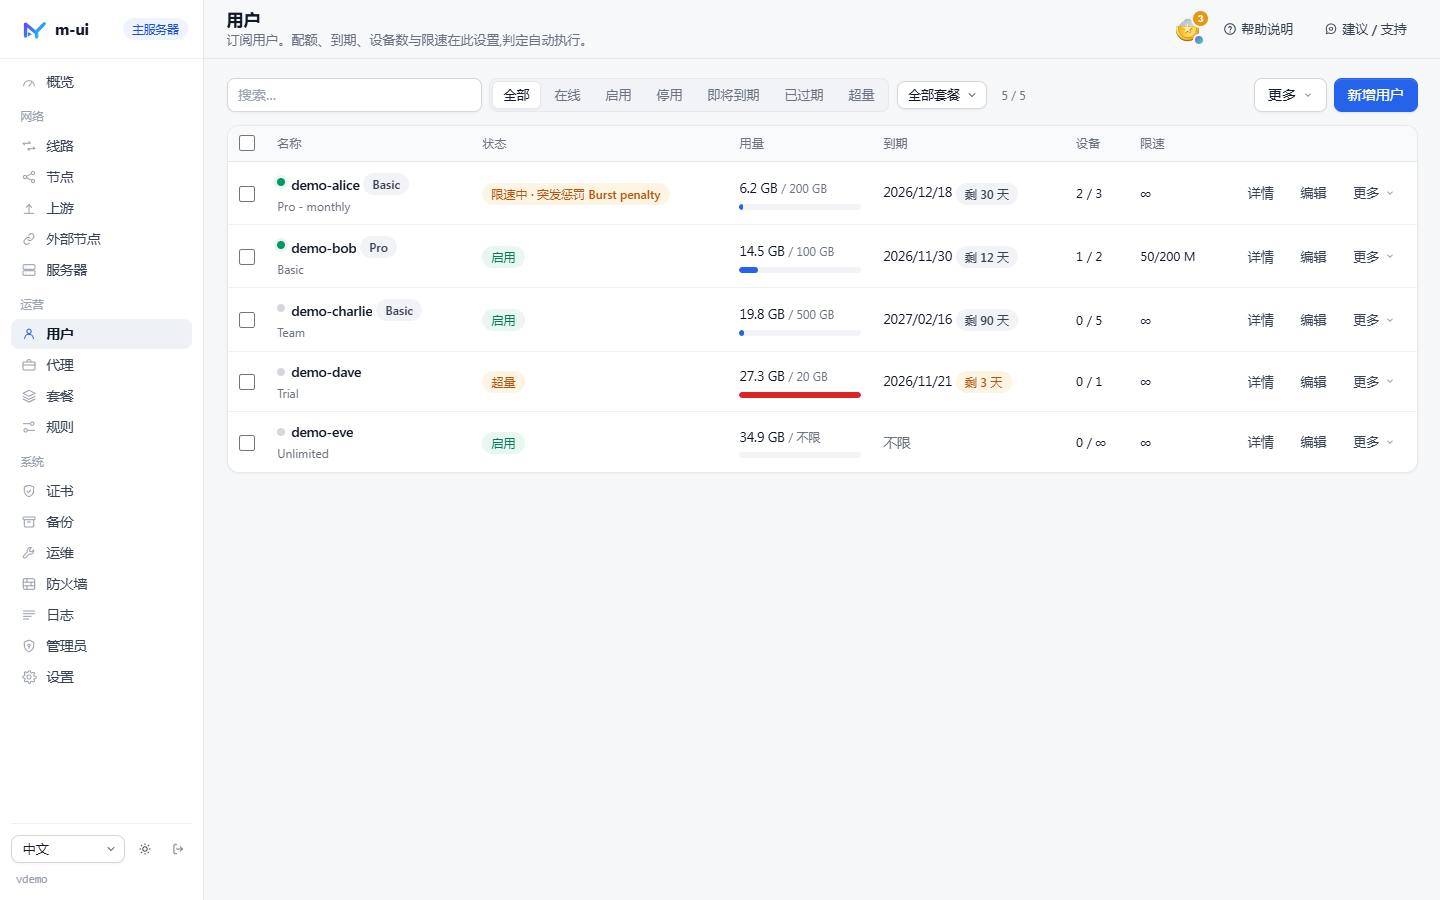 m-ui 主服务器
概览
网络
线路
节点
上游
外部节点
服务器
运营
用户
代理
套餐
规则
系统
证书
备份
运维
防火墙
日志
管理员
设置
中文
vdemo
用户
订阅用户。配额、到期、设备数与限速在此设置,判定自动执行。
3
帮助说明
建议 / 支持
搜索...
全部 在线 启用 停用 即将到期 已过期 超量 全部套餐 5 / 5 更多 新增用户
名称 状态 用量 到期 设备 限速
demo-alice Basic
Pro - monthly
限速中 · 突发惩罚 Burst penalty 6.2 GB / 200 GB 2026/12/18 剩 30 天 2 / 3 ∞ 详情 编辑 更多
demo-bob Pro
Basic
启用 14.5 GB / 100 GB 2026/11/30 剩 12 天 1 / 2 50/200 M 详情 编辑 更多
demo-charlie Basic
Team
启用 19.8 GB / 500 GB 2027/02/16 剩 90 天 0 / 5 ∞ 详情 编辑 更多
demo-dave
Trial
超量 27.3 GB / 20 GB 2026/11/21 剩 3 天 0 / 1 ∞ 详情 编辑 更多
demo-eve
Unlimited
启用 34.9 GB / 不限 不限 0 / ∞ ∞ 详情 编辑 更多